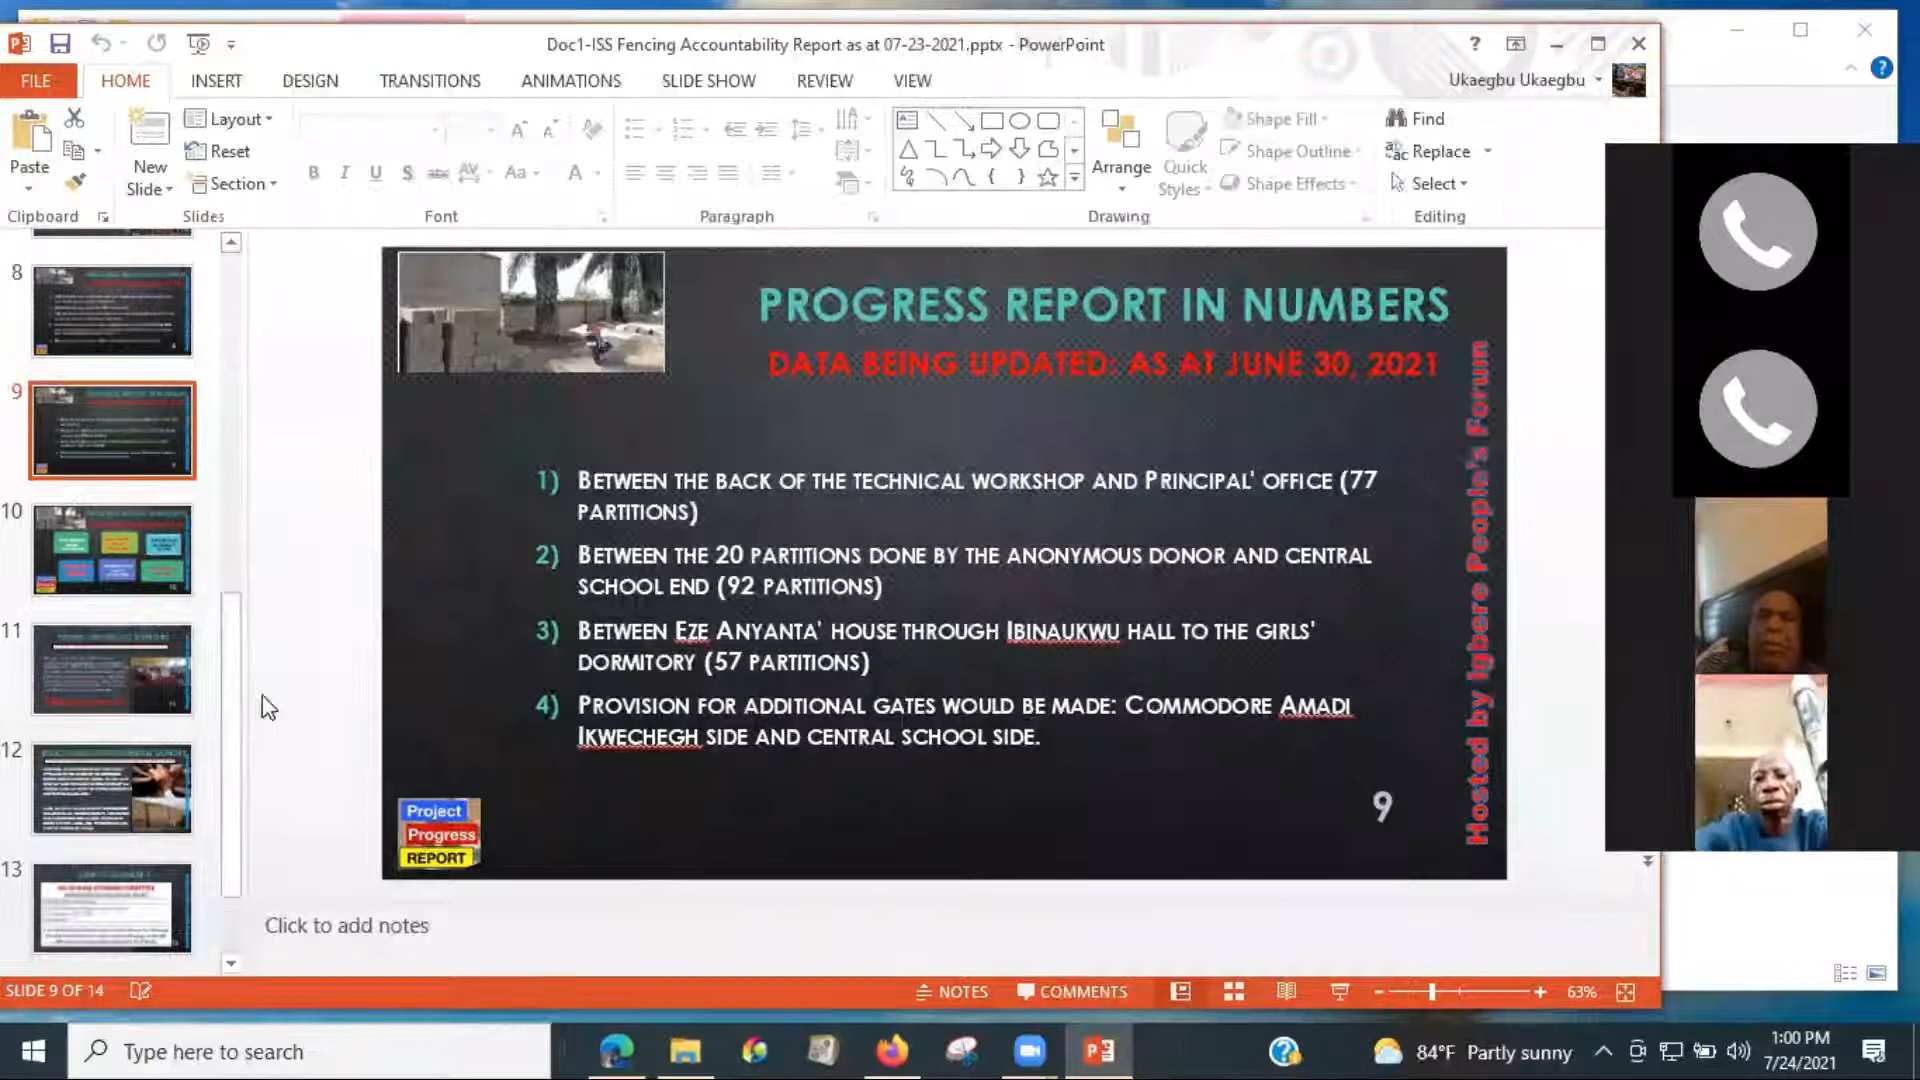 Doc1-ISS Fencing Accountability Report as at 07-23-2021.pptx - PowerPoint
FILE HOME INSERT DESIGN TRANSITIONS ANIMATIONS SLIDE SHOW REVIEW VIEW
Ukaegbu Ukaegbu
Paste
New Slide
Layout
Reset
Section
Clipboard
Slides
Font
Paragraph
Arrange
Quick Styles
Shape Fill
Shape Outline
Shape Effects
Drawing
Find
Replace
Select
Editing
8
9
10
11
12
13
PROGRESS REPORT IN NUMBERS
DATA BEING UPDATED: AS AT JUNE 30, 2021
1) BETWEEN THE BACK OF THE TECHNICAL WORKSHOP AND PRINCIPAL' OFFICE (77
PARTITIONS)
2) BETWEEN THE 20 PARTITIONS DONE BY THE ANONYMOUS DONOR AND CENTRAL
SCHOOL END (92 PARTITIONS)
3) BETWEEN EZE ANYANTA' HOUSE THROUGH IBINAUKWU HALL TO THE GIRLS'
DORMITORY (57 PARTITIONS)
4) PROVISION FOR ADDITIONAL GATES WOULD BE MADE: COMMODORE AMADI
IKWECHEGH SIDE AND CENTRAL SCHOOL SIDE.
9
Project
Progress
REPORT
Hosted by Igbere People's Forum
Click to add notes
SLIDE 9 OF 14
NOTES
COMMENTS
63%
Type here to search
84°F Partly sunny
1:00 PM
7/24/2021